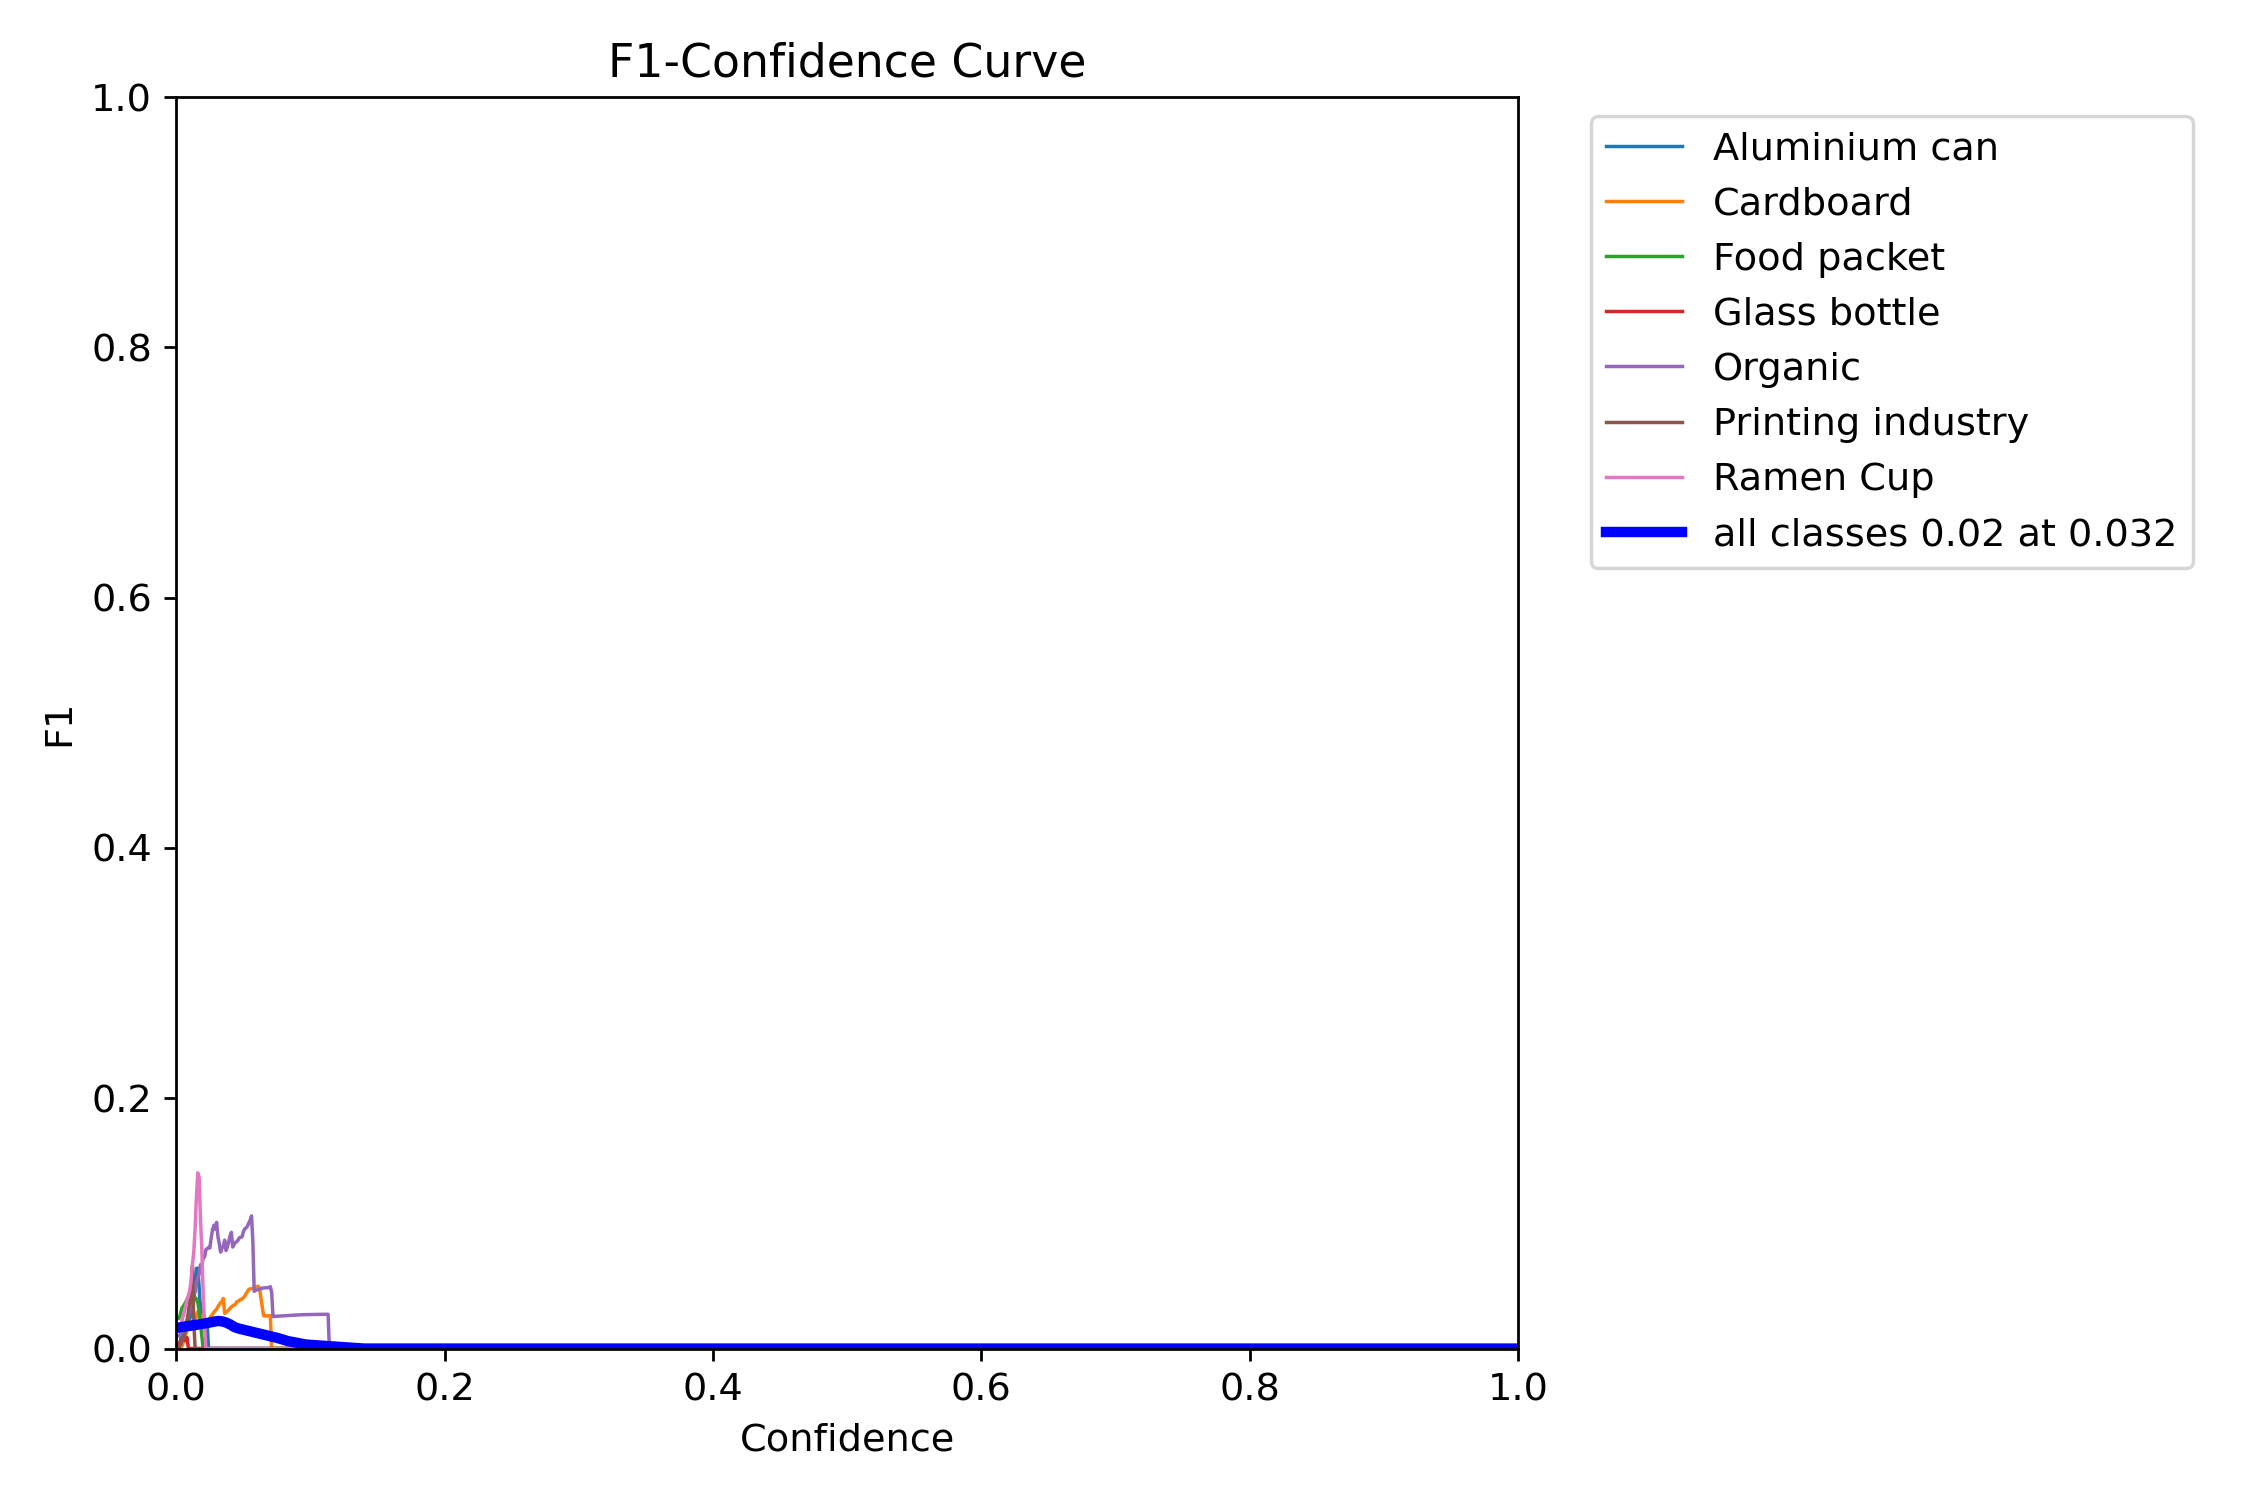 F1-Confidence Curve
1.0
0.8
0.6
0.4
0.2
0.0
F1
0.0 0.2 0.4 0.6 0.8 1.0
Confidence
Aluminium can
Cardboard
Food packet
Glass bottle
Organic
Printing industry
Ramen Cup
all classes 0.02 at 0.032